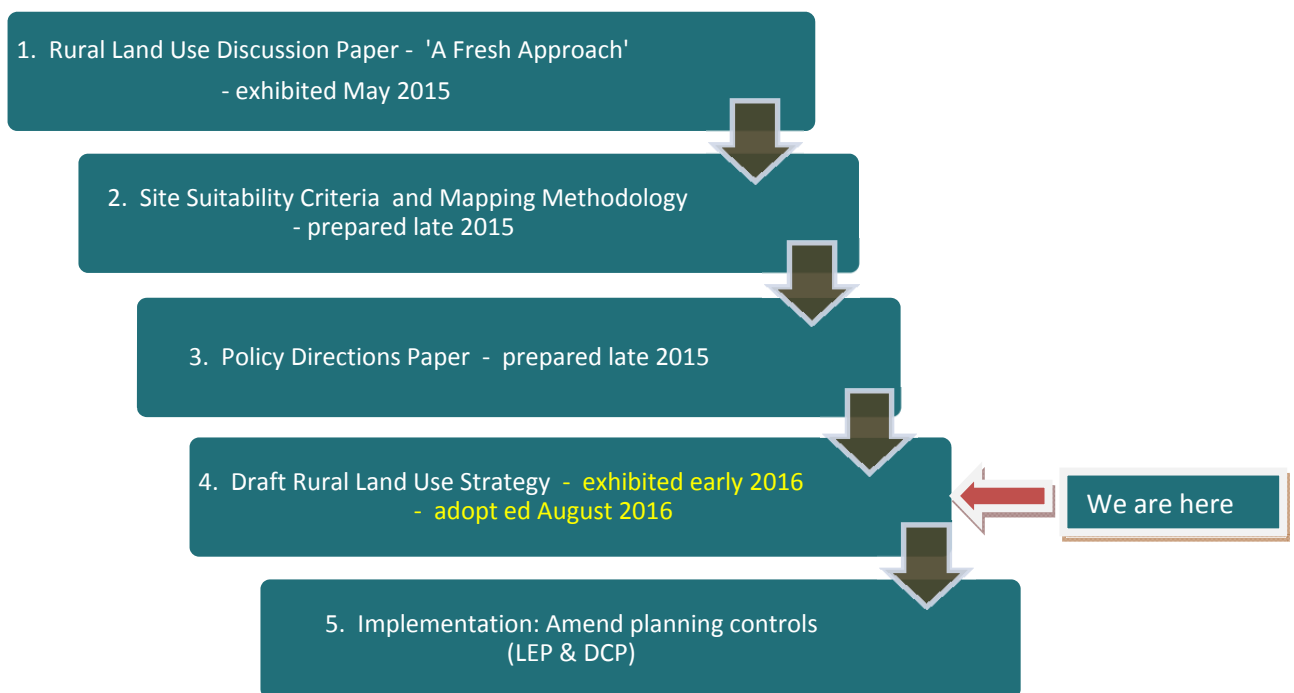 1. Rural Land Use Discussion Paper - 'A Fresh Approach'
- exhibited May 2015
2. Site Suitability Criteria and Mapping Methodology
- prepared late 2015
3. Policy Directions Paper - prepared late 2015
4. Draft Rural Land Use Strategy - exhibited early 2016
- adopt ed August 2016
We are here
5. Implementation: Amend planning controls
(LEP & DCP)